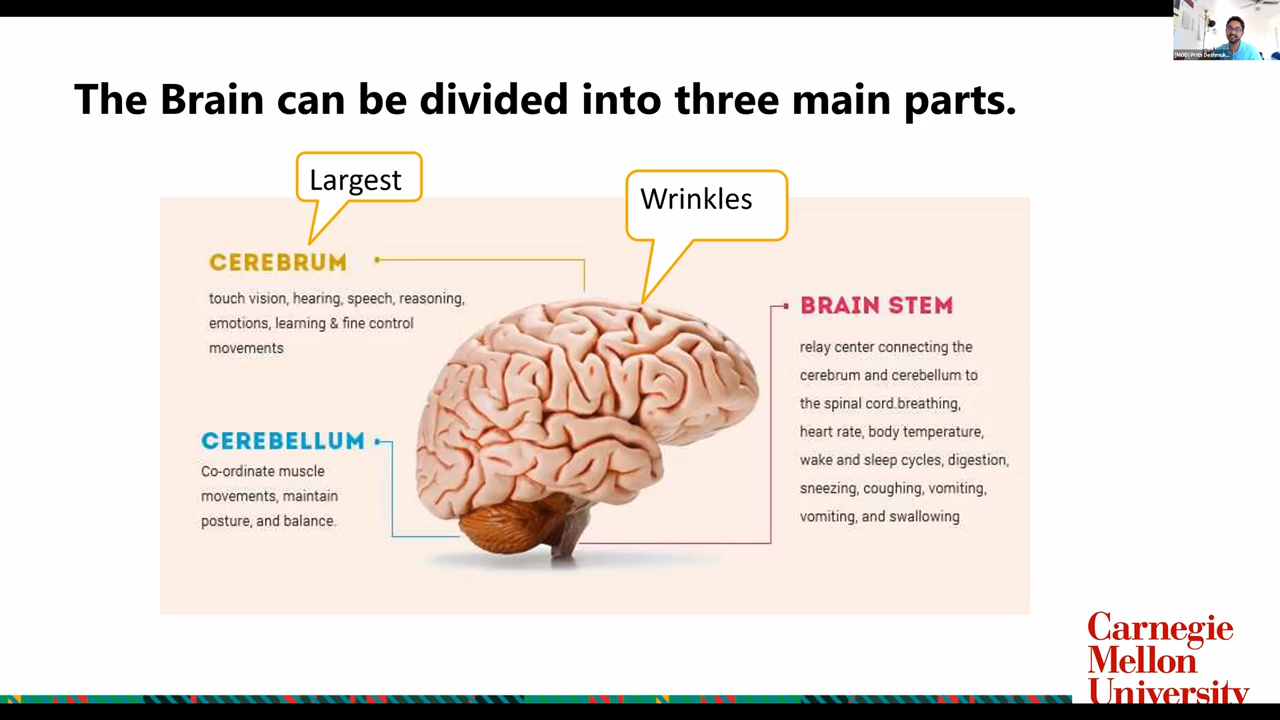 The Brain can be divided into three main parts.
Largest
Wrinkles
CEREBRUM
touch vision, hearing, speech, reasoning,
emotions, learning & fine control
movements
CEREBELLUM
Co-ordinate muscle
movements, maintain
posture, and balance.
BRAIN STEM
relay center connecting the
cerebrum and cerebellum to
the spinal cord.breathing,
heart rate, body temperature,
wake and sleep cycles, digestion,
sneezing, coughing, vomiting,
vomiting, and swallowing
Carnegie
Mellon
University